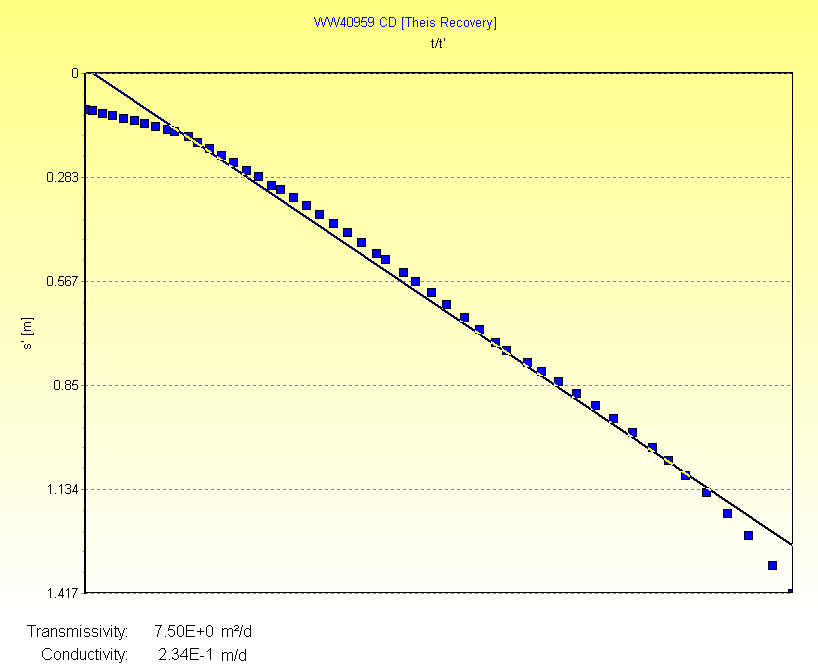 WW40959 CD [Theis Recovery]
t/t'
0
0.283
0.567
s' [m]
0.85
1.134
1.417
Transmissivity: 7.50E+0 m²/d
Conductivity: 2.34E-1 m/d